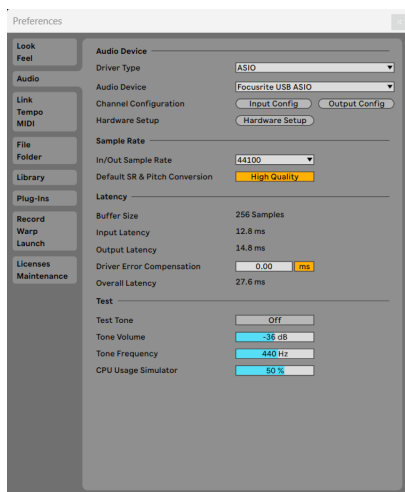 Preferences
Look
Feel
Audio
Link
Tempo
MIDI
File
Folder
Library
Plug-Ins
Record
Warp
Launch
Licenses
Maintenance
Audio Device
Driver Type ASIO
Audio Device Focusrite USB ASIO
Channel Configuration Input Config Output Config
Hardware Setup Hardware Setup
Sample Rate
In/Out Sample Rate 44100
Default SR & Pitch Conversion High Quality
Latency
Buffer Size 256 Samples
Input Latency 12.8 ms
Output Latency 14.8 ms
Driver Error Compensation 0.00 ms
Overall Latency 27.6 ms
Test
Test Tone Off
Tone Volume -36 dB
Tone Frequency 440 Hz
CPU Usage Simulator 50 %